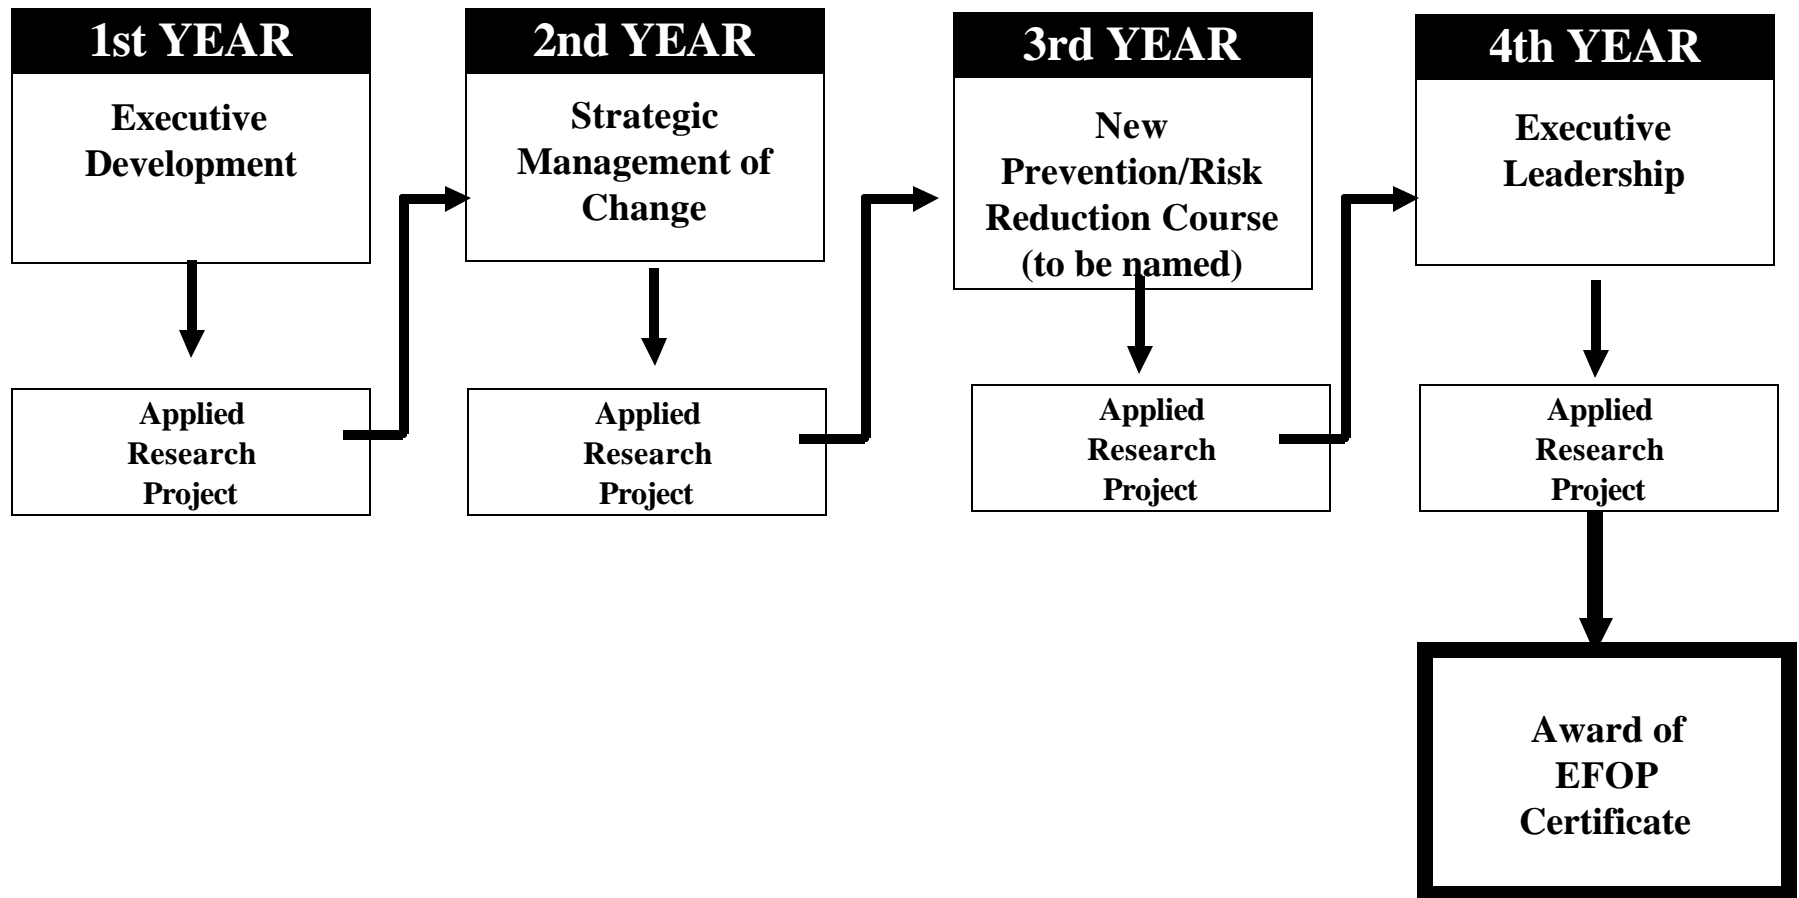 1st YEAR
Executive
Development
Applied
Research
Project
2nd YEAR
Strategic
Management of
Change
Applied
Research
Project
3rd YEAR
New
Prevention/Risk
Reduction Course
(to be named)
Applied
Research
Project
4th YEAR
Executive
Leadership
Applied
Research
Project
Award of
EFOP
Certificate